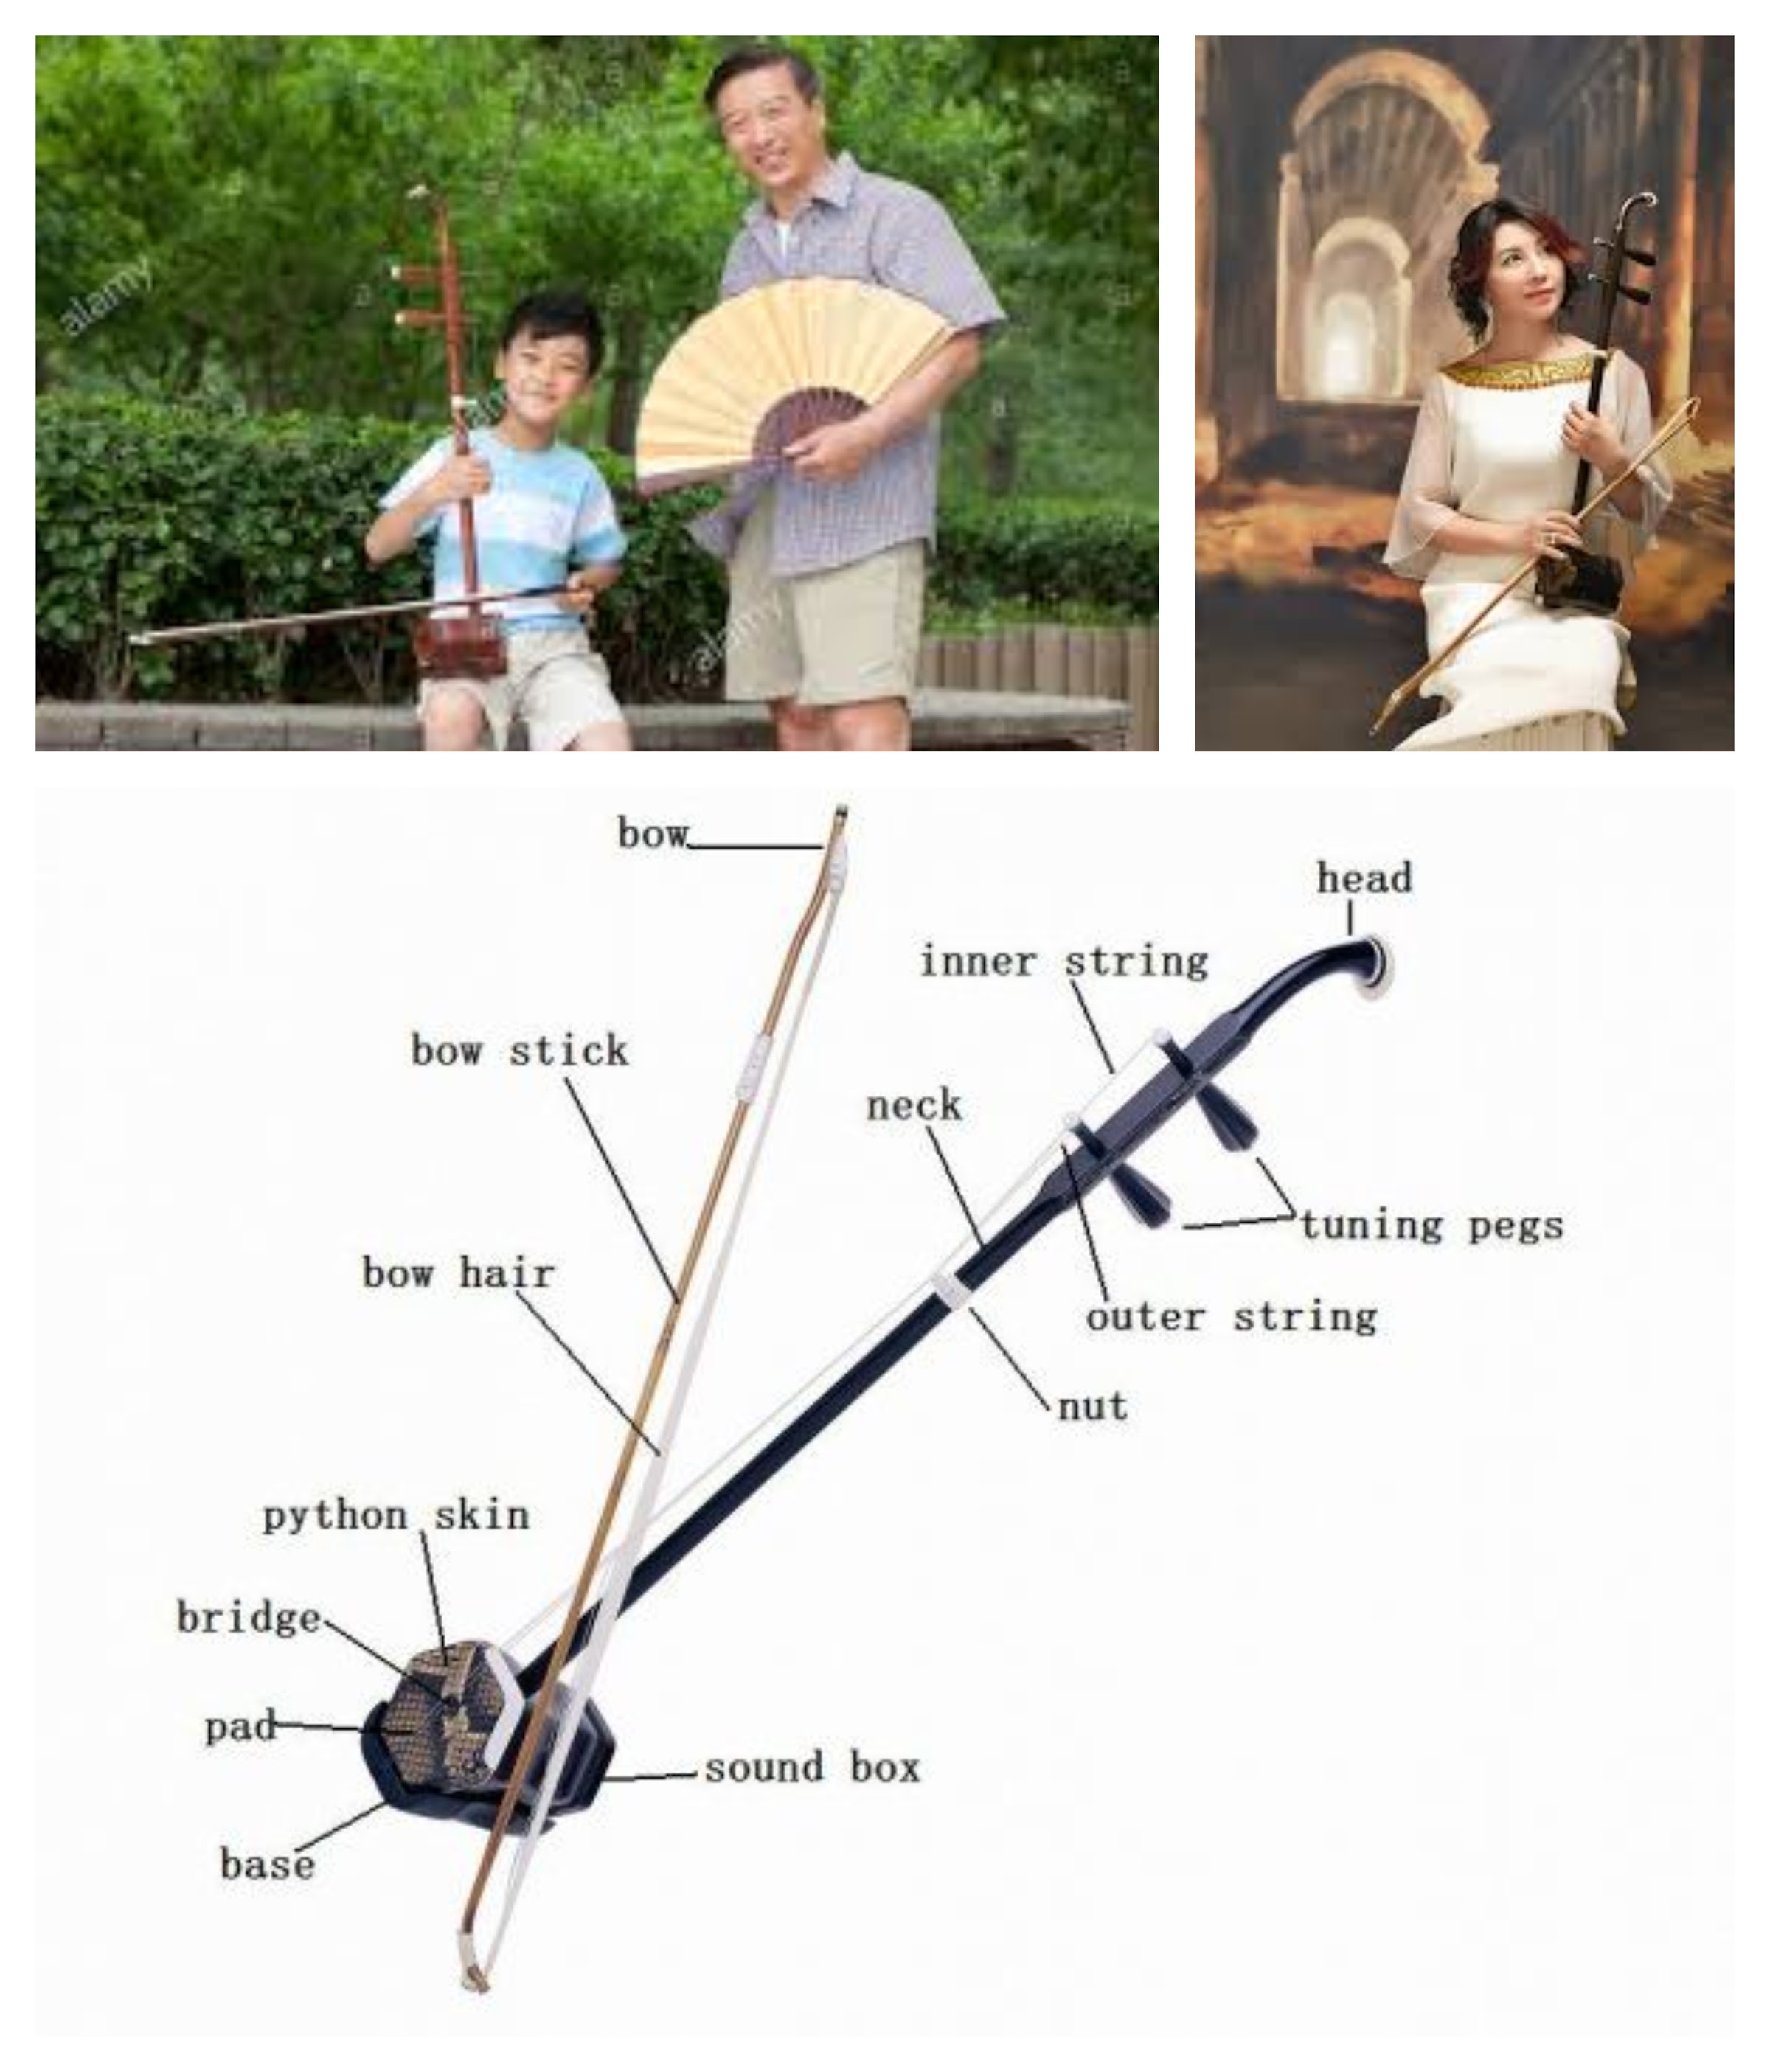 alamy
a
a
a
a
a
a
a
alamy
bow
head
inner string
bow stick
neck
tuning pegs
bow hair
outer string
nut
python skin
bridge
pad
sound box
base